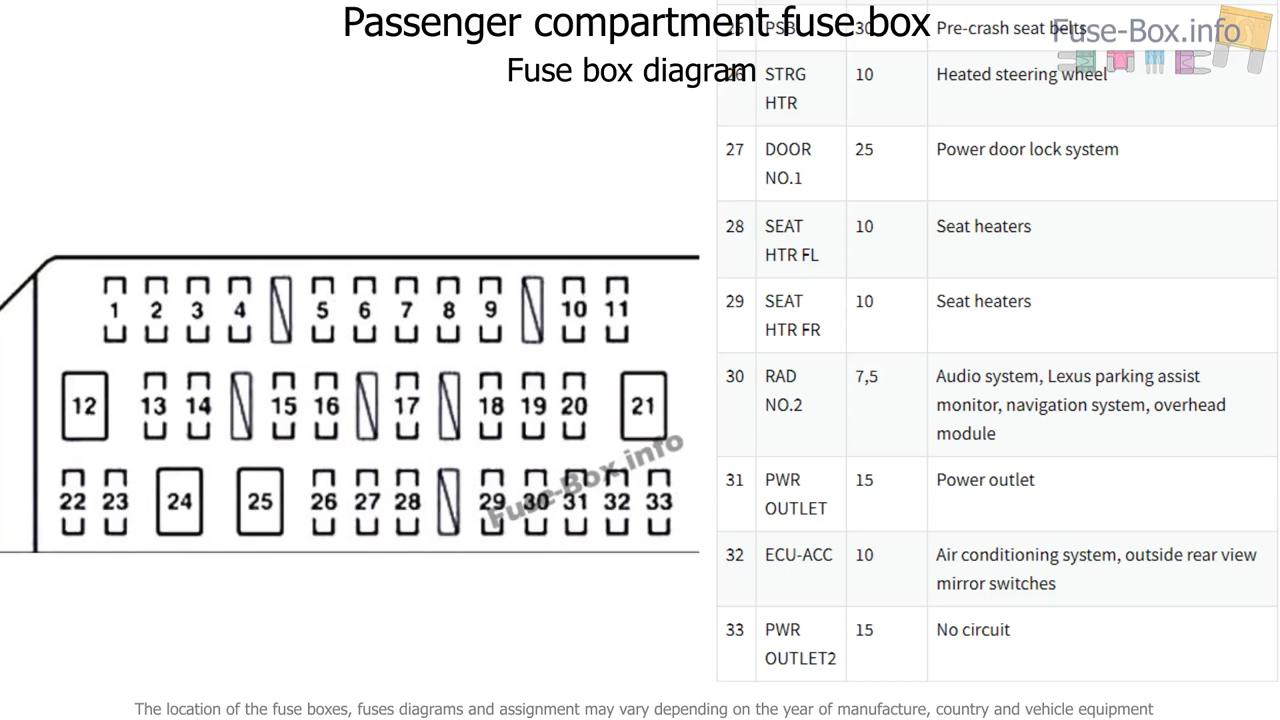 Passenger compartment fuse box
Fuse box diagram
Fuse-Box.info
25 PSB 30 Pre-crash seat belts
26 STRG 10 Heated steering wheel
HTR
27 DOOR 25 Power door lock system
NO.1
28 SEAT 10 Seat heaters
HTR FL
29 SEAT 10 Seat heaters
HTR FR
30 RAD 7,5 Audio system, Lexus parking assist
NO.2 monitor, navigation system, overhead
module
31 PWR 15 Power outlet
OUTLET
32 ECU-ACC 10 Air conditioning system, outside rear view
mirror switches
33 PWR 15 No circuit
OUTLET2
1 2 3 4 5 6 7 8 9 10 11
12 13 14 15 16 17 18 19 20 21
22 23 24 25 26 27 28 29 30 31 32 33
Fuse-Box.info
The location of the fuse boxes, fuses diagrams and assignment may vary depending on the year of manufacture, country and vehicle equipment